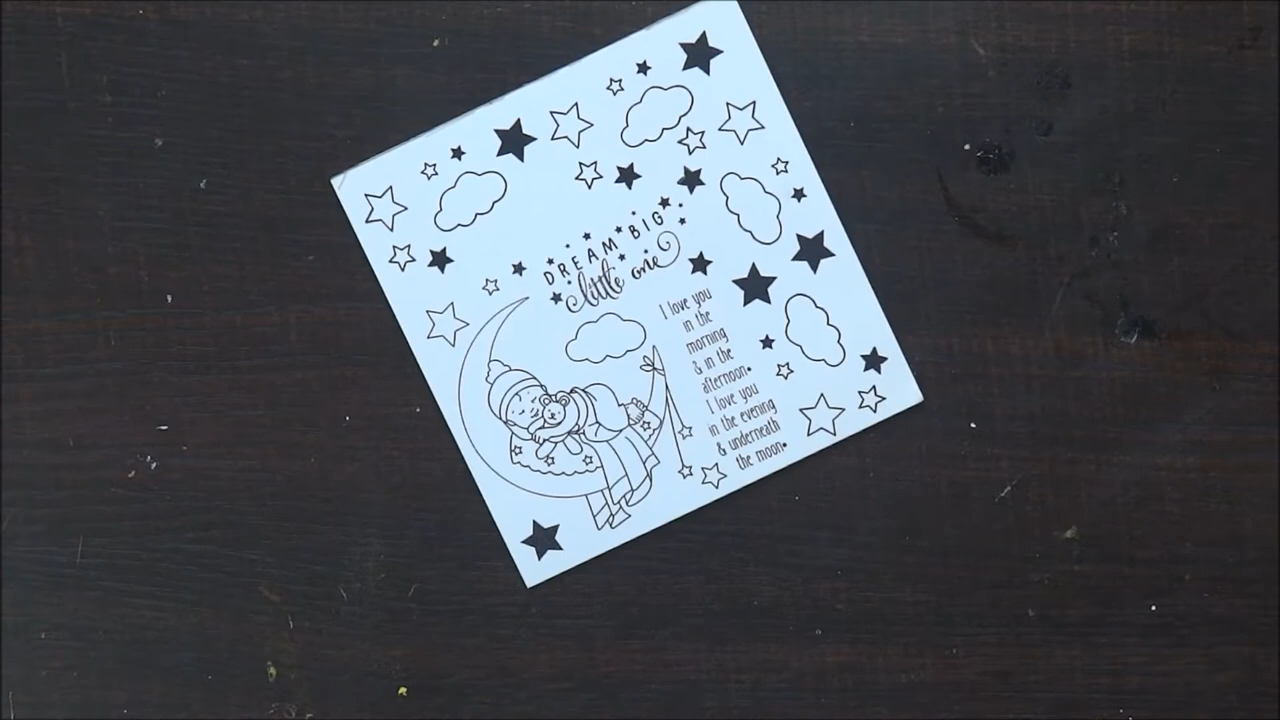 DREAM BIG
little one
I love you
in the
morning
& in the
afternoon.
I love you
in the evening
& underneath
the moon.